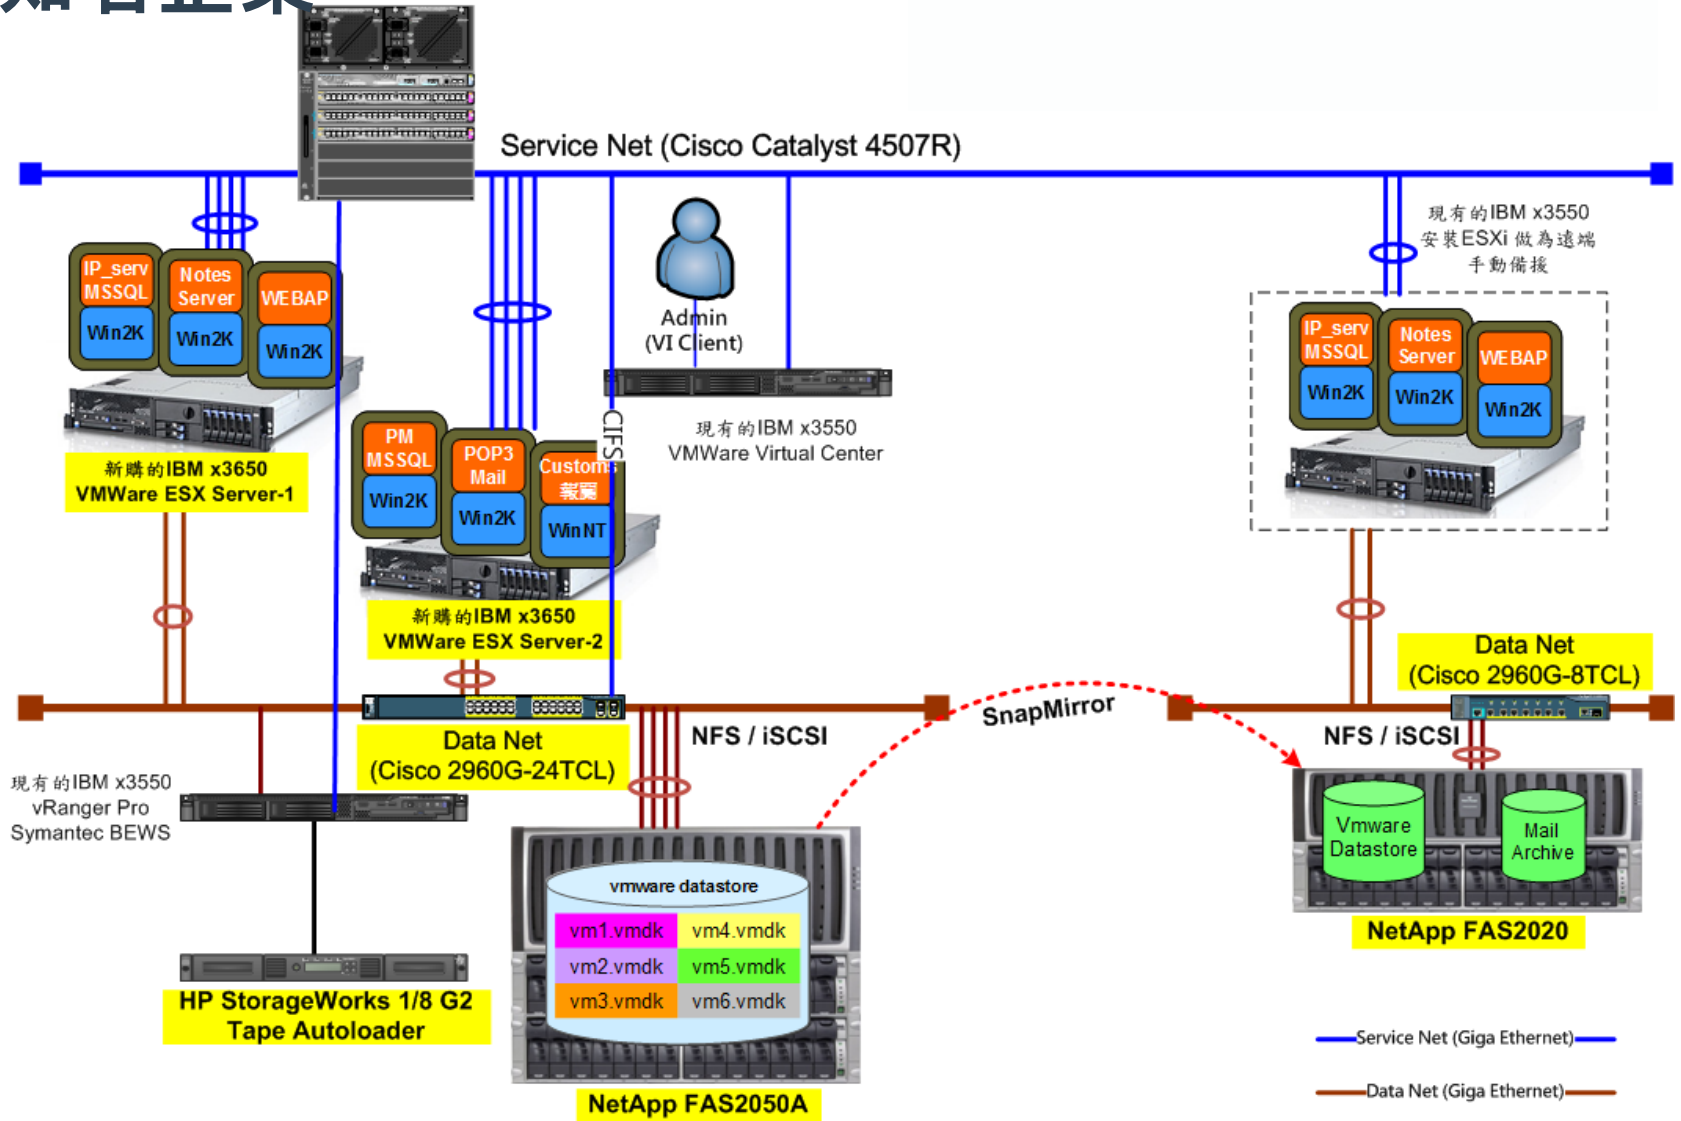 知名企業
Service Net (Cisco Catalyst 4507R)
現有的IBM x3550
安裝ESXi 做為遠端
手動備援
IP_serv
MSSQL
Win2K
Notes
Server
Win2K
WEBAP
Win2K
新購的IBM x3650
VMWare ESX Server-1
Admin
(VI Client)
現有的IBM x3550
VMWare Virtual Center
CIFS
PM
MSSQL
Win2K
POP3
Mail
Win2K
Customs
報關
WinNT
新購的IBM x3650
VMWare ESX Server-2
IP_serv
MSSQL
Win2K
Notes
Server
Win2K
WEBAP
Win2K
Data Net
(Cisco 2960G-8TCL)
Data Net
(Cisco 2960G-24TCL)
NFS / iSCSI
SnapMirror
NFS / iSCSI
現有的IBM x3550
vRanger Pro
Symantec BEWS
HP StorageWorks 1/8 G2
Tape Autoloader
vmware datastore
vm1.vmdk
vm4.vmdk
vm2.vmdk
vm5.vmdk
vm3.vmdk
vm6.vmdk
NetApp FAS2050A
Vmware
Datastore
Mail
Archive
NetApp FAS2020
Service Net (Giga Ethernet)
Data Net (Giga Ethernet)